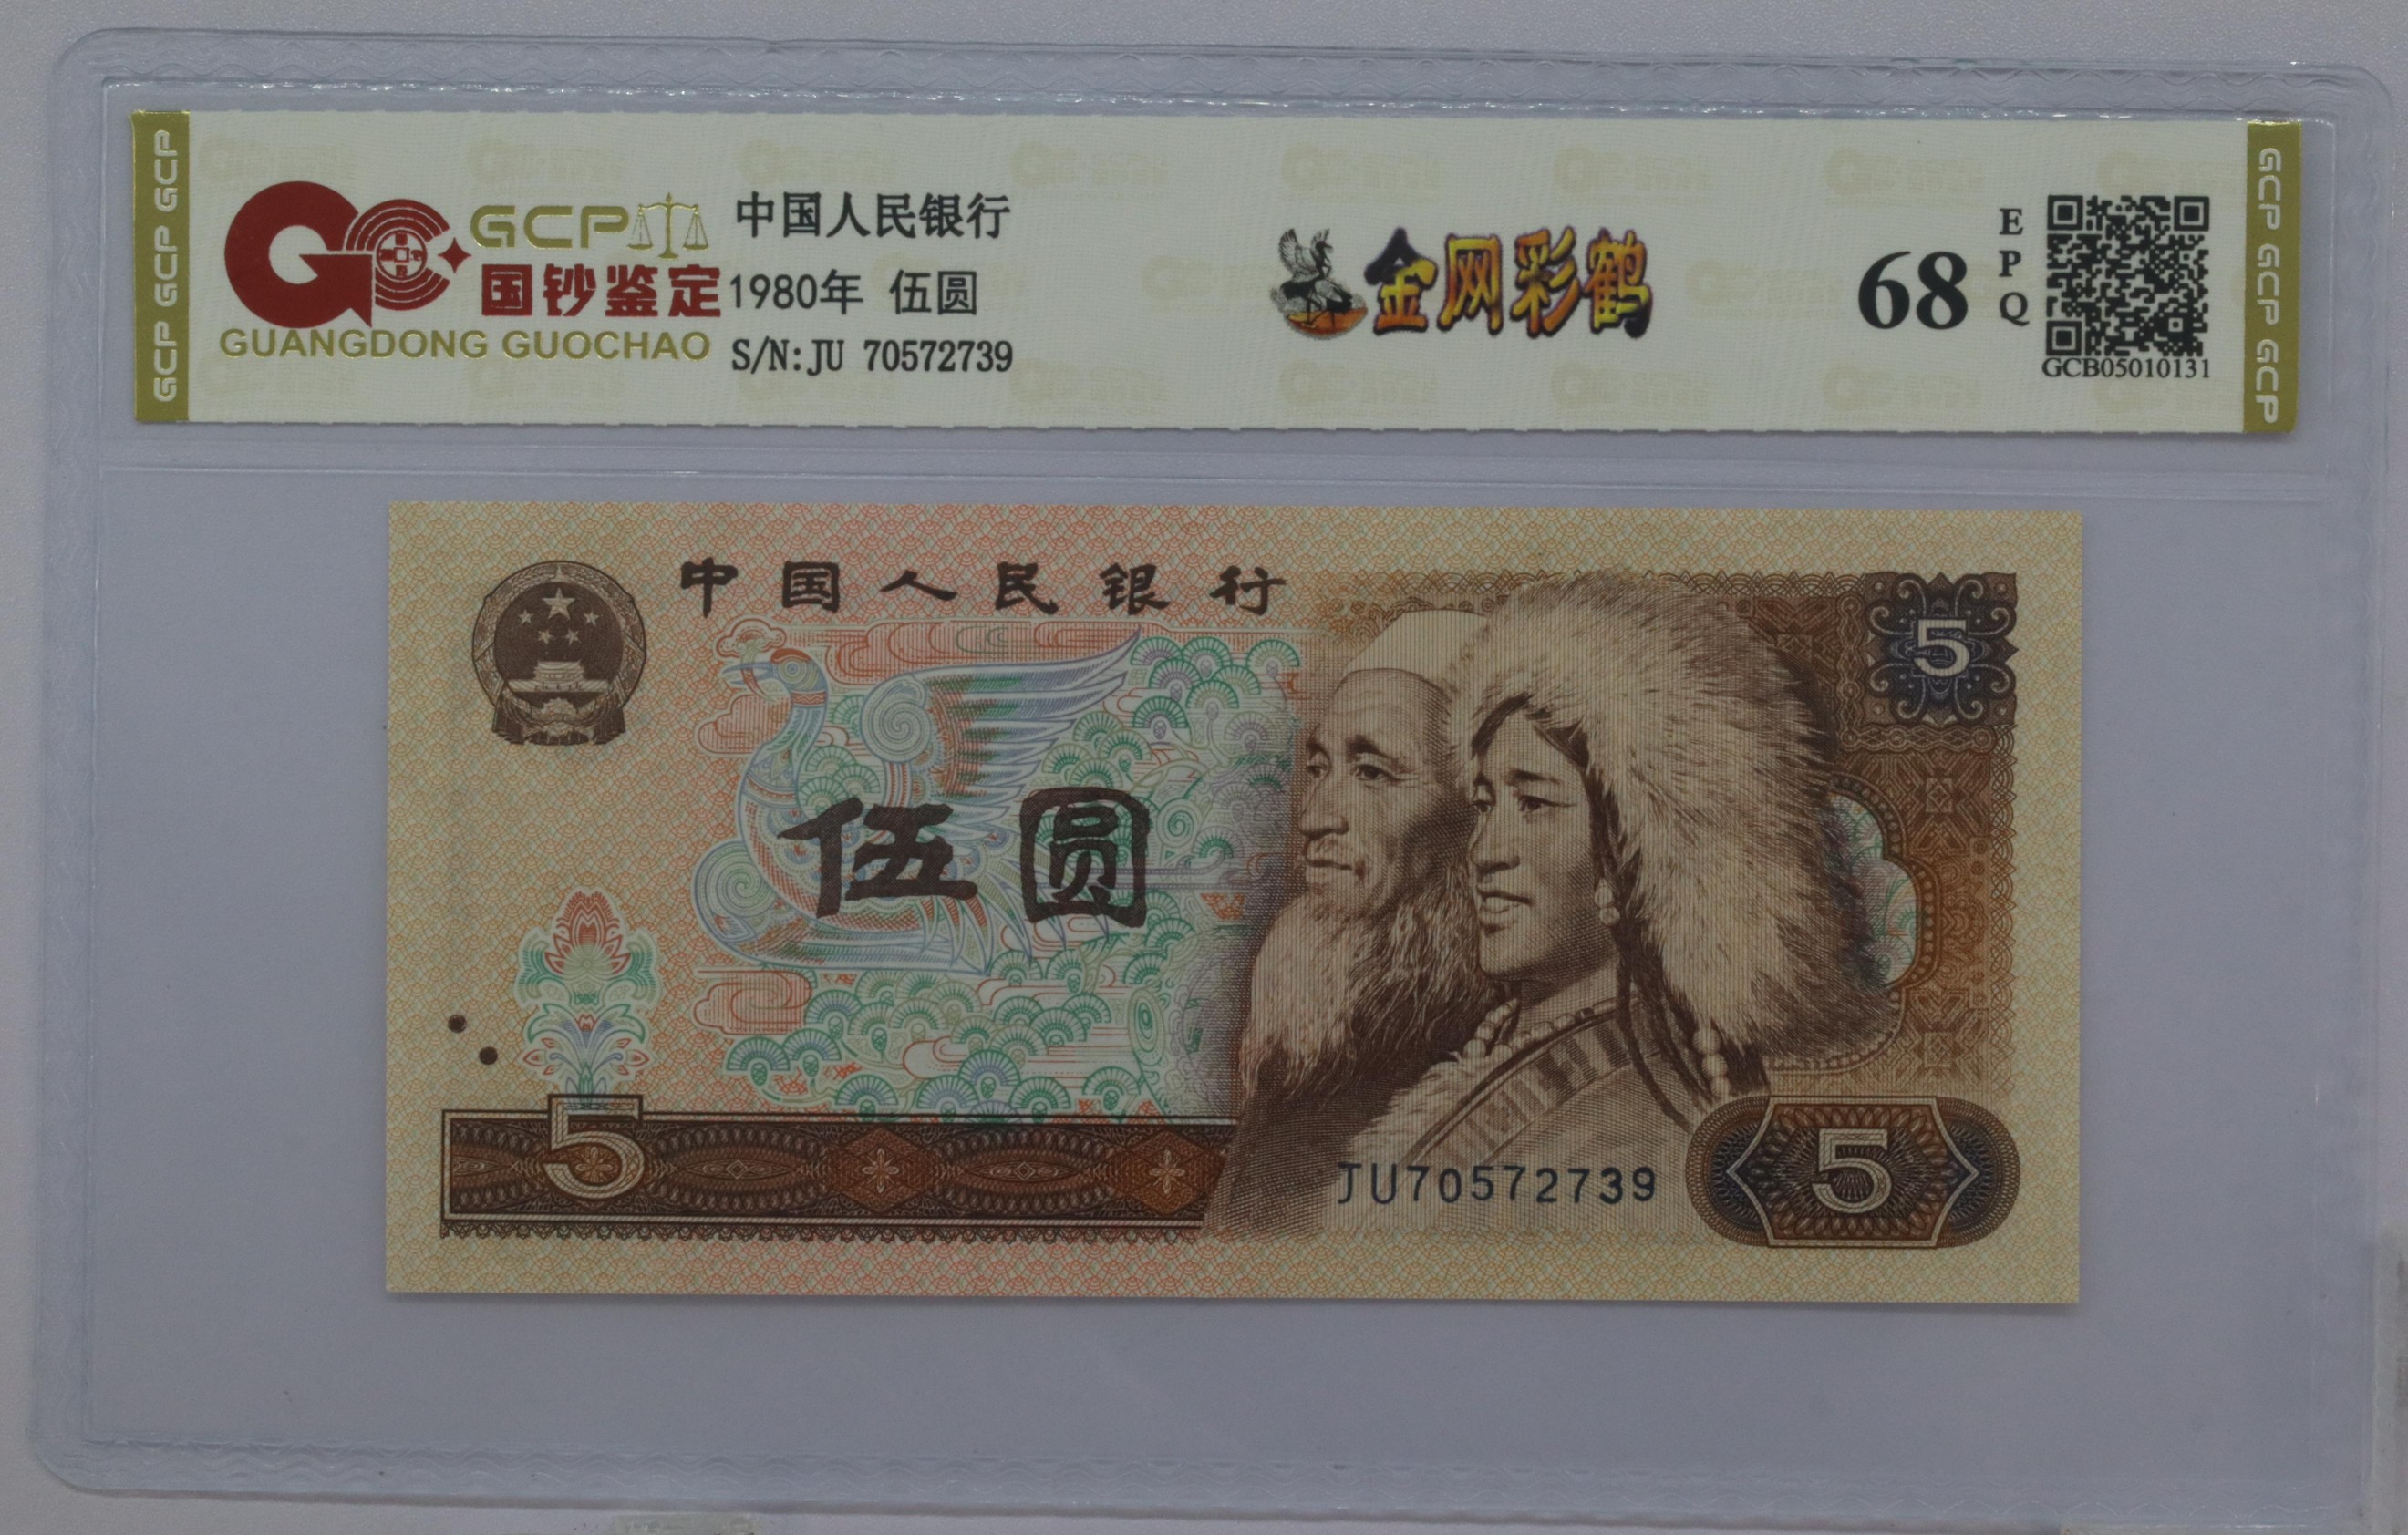 GCP GCP GCP
GCP
国钞鉴定
GUANGDONG GUOCHAO
中国人民银行
1980年 伍圆
S/N:JU 70572739
金网彩鹤
68
EPQ
GCB05010131
GCP GCP GCP
中国人民银行
5
伍圆
5
JU70572739
5